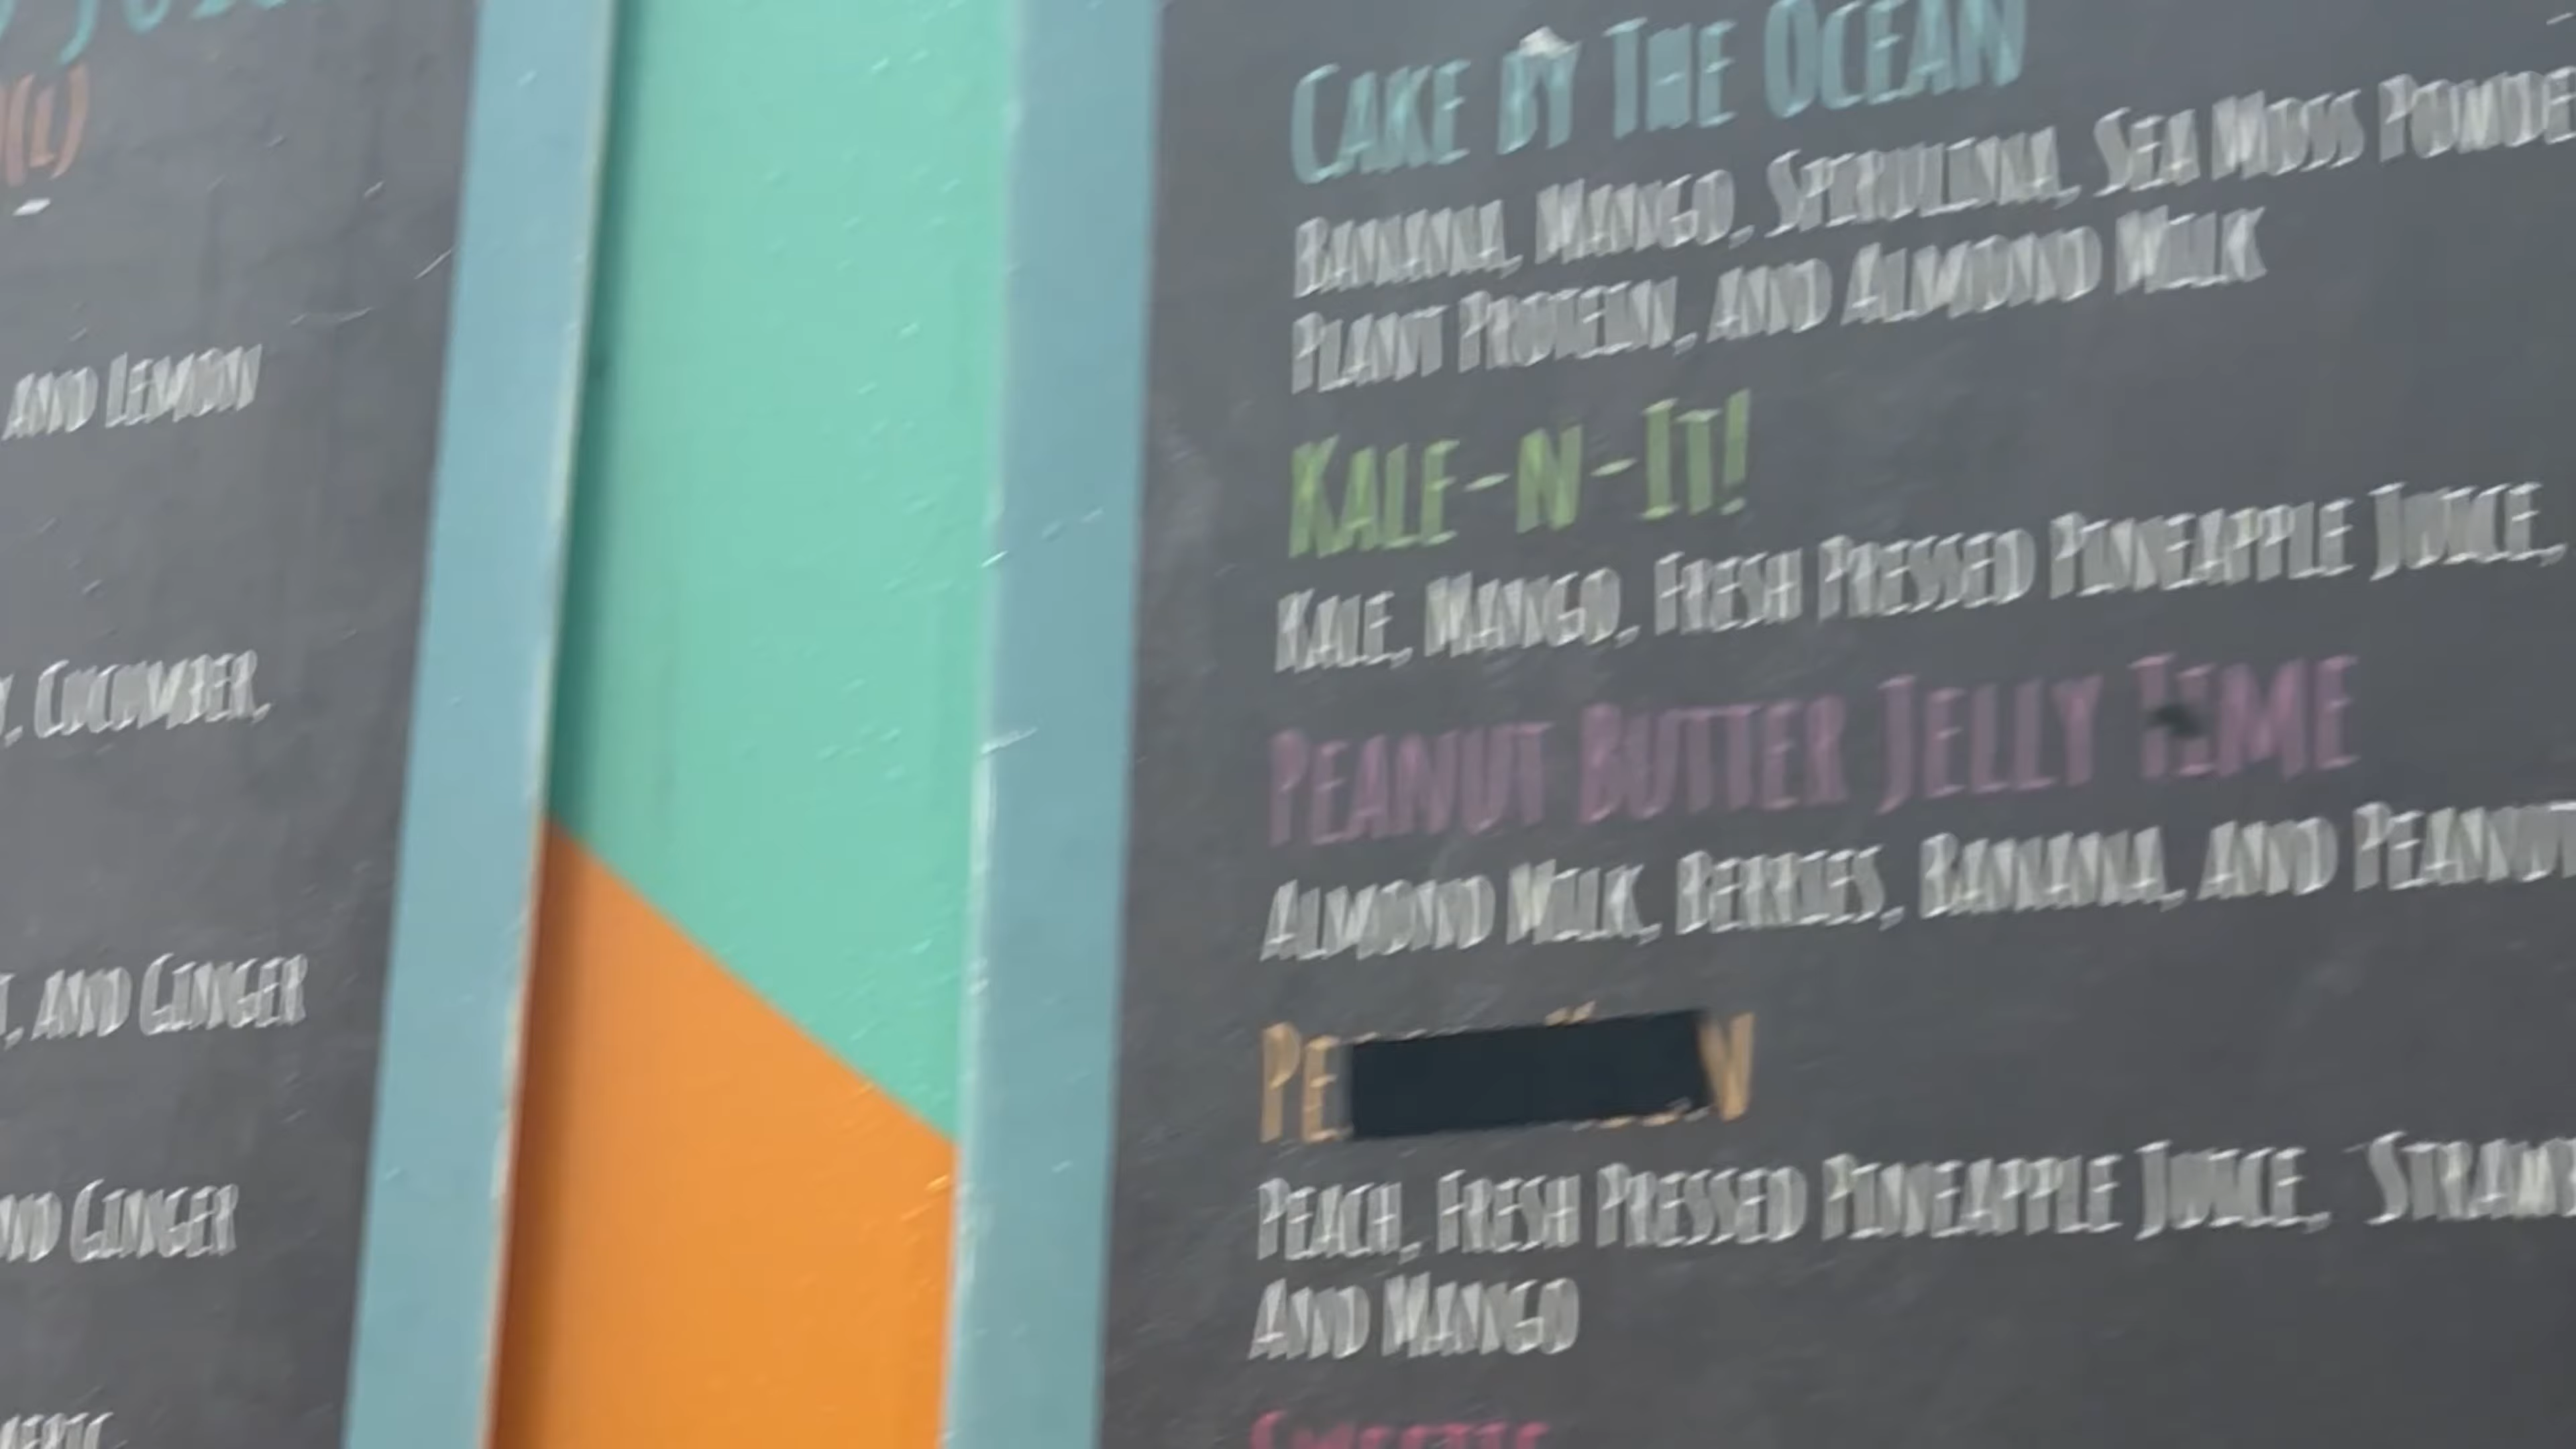 (L)
AND LEMON
CUCUMBER,
AND GINGER
GINGER
CAKE BY THE OCEAN
BANANA, MANGO, SPIRULINA, SEA MOSS
PLANT PROTEIN, AND ALMOND MILK
KALE-N-IT!
KALE, MANGO, FRESH PRESSED PINEAPPLE JUICE,
PEANUT BUTTER JELLY TIME
ALMOND MILK, BERRIES, BANANA, AND PEANUT
PEACH, FRESH PRESSED PINEAPPLE JUICE,
AND MANGO